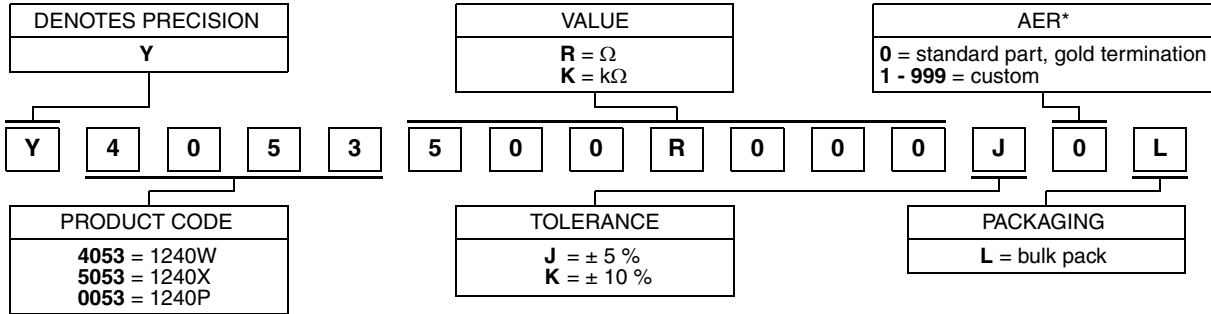 DENOTES PRECISION
Y
VALUE
R = Ω
K = kΩ
AER*
0 = standard part, gold termination
1 - 999 = custom
Y 4 0 5 3 5 0 0 R 0 0 0 J 0 L
PRODUCT CODE
4053 = 1240W
5053 = 1240X
0053 = 1240P
TOLERANCE
J = ± 5 %
K = ± 10 %
PACKAGING
L = bulk pack